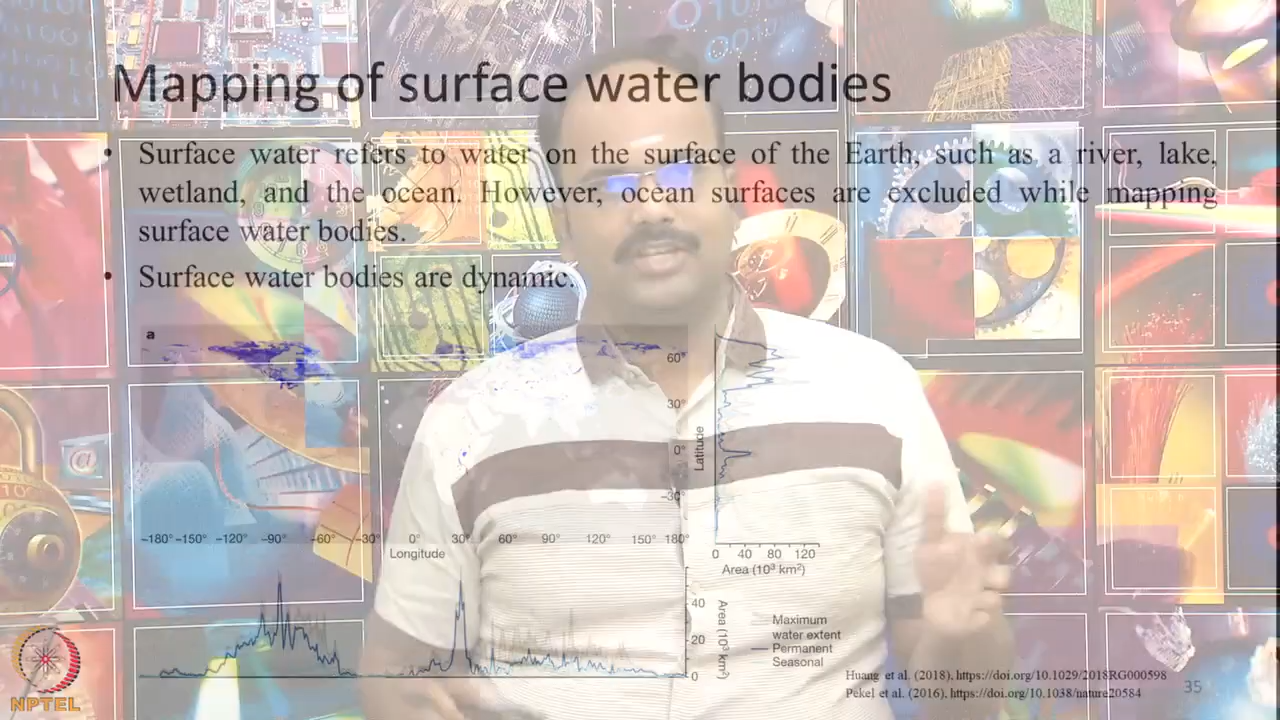 Mapping of surface water bodies
• Surface water refers to water on the surface of the Earth, such as a river, lake,
wetland, and the ocean. However, ocean surfaces are excluded while mapping
surface water bodies.
• Surface water bodies are dynamic.
a
60°
30°
0°
−30°
Latitude
−180° −150° −120° −90° −60° −30° 0° 30° 60° 90° 120° 150° 180°
Longitude
0 40 80 120
Area (10³ km²)
40
20
0
Area (10³ km²)
Maximum
water extent
Permanent
Seasonal
Huang et al. (2018), https://doi.org/10.1029/2018RG000598
Pekel et al. (2016), https://doi.org/10.1038/nature20584
35
NPTEL